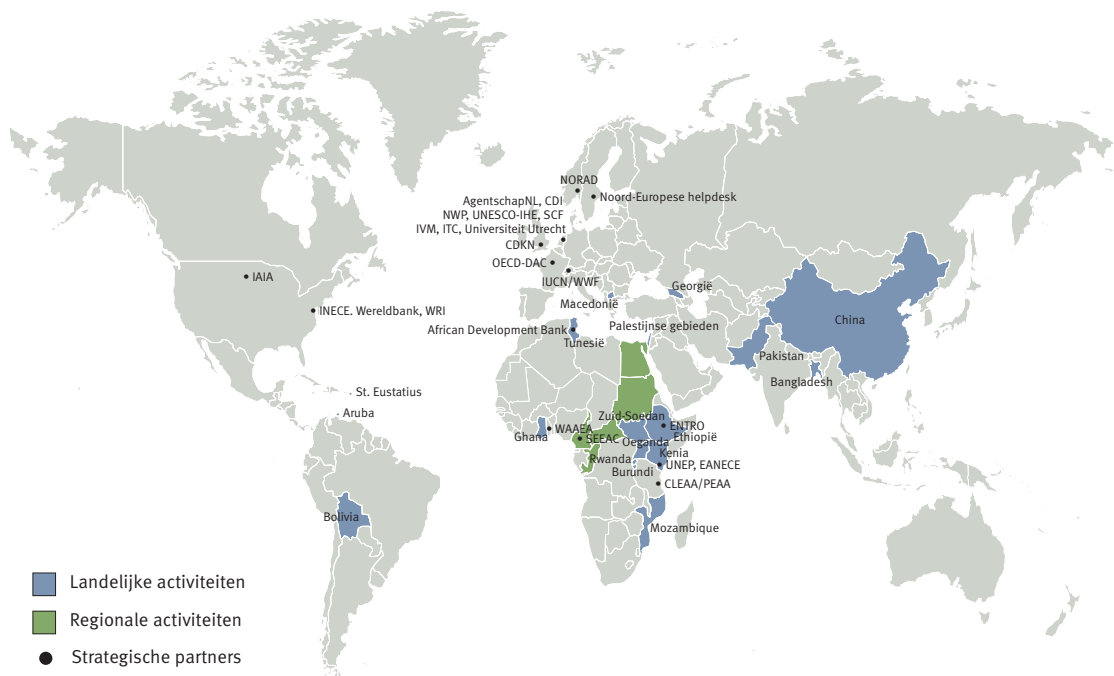 NORAD
Noord-Europese helpdesk
AgentschapNL, CDI
NWP, UNESCO-IHE, SCF
IVM, ITC, Universiteit Utrecht
CDKN
OECD-DAC
IUCN/WWF
IAIA
INECE. Wereldbank, WRI
Georgië
Macedonië
China
African Development Bank
Palestijnse gebieden
Tunesië
Pakistan
Bangladesh
St. Eustatius
Aruba
Zuid-Soedan
WAAEA
ENTRO
Ghana
SEEAC
Oeganda
Ethiopië
Kenia
Rwanda
UNEP, EANECE
Burundi
CLEAA/PEAA
Bolivia
Mozambique
Landelijke activiteiten
Regionale activiteiten
Strategische partners